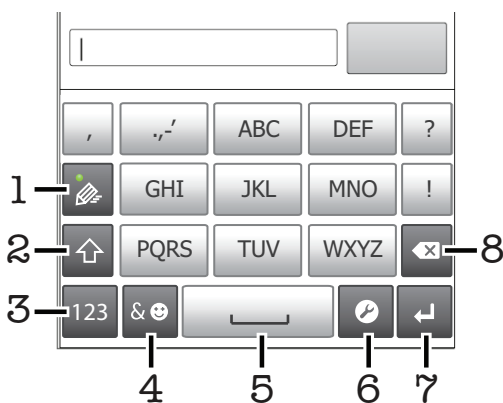 , .,-′ ABC DEF ?
1 GHI JKL MNO !
2 PQRS TUV WXYZ 8
3 123 &
4 5 6 7